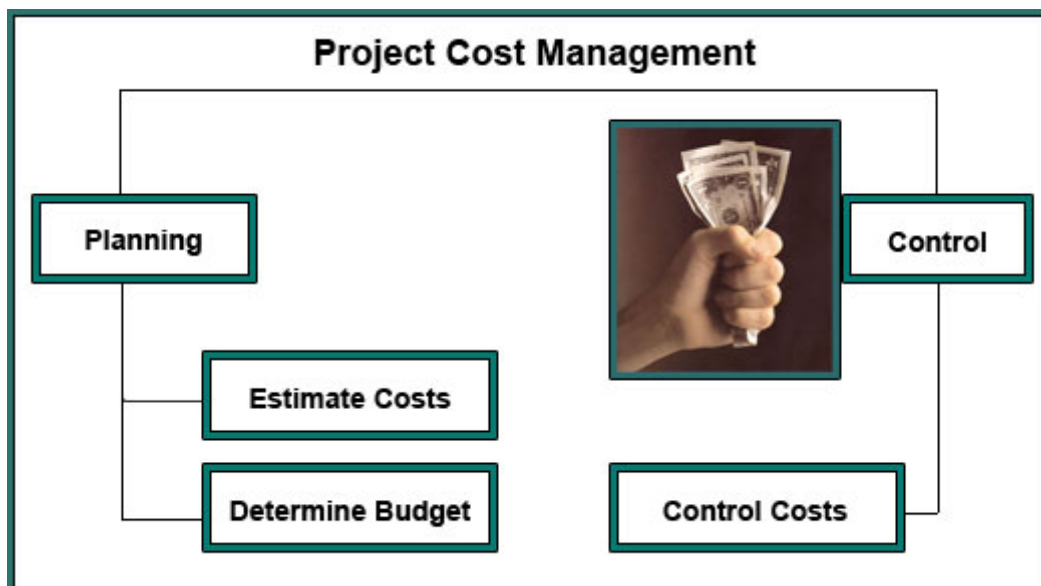 Project Cost Management
Planning
Control
Estimate Costs
Determine Budget
Control Costs